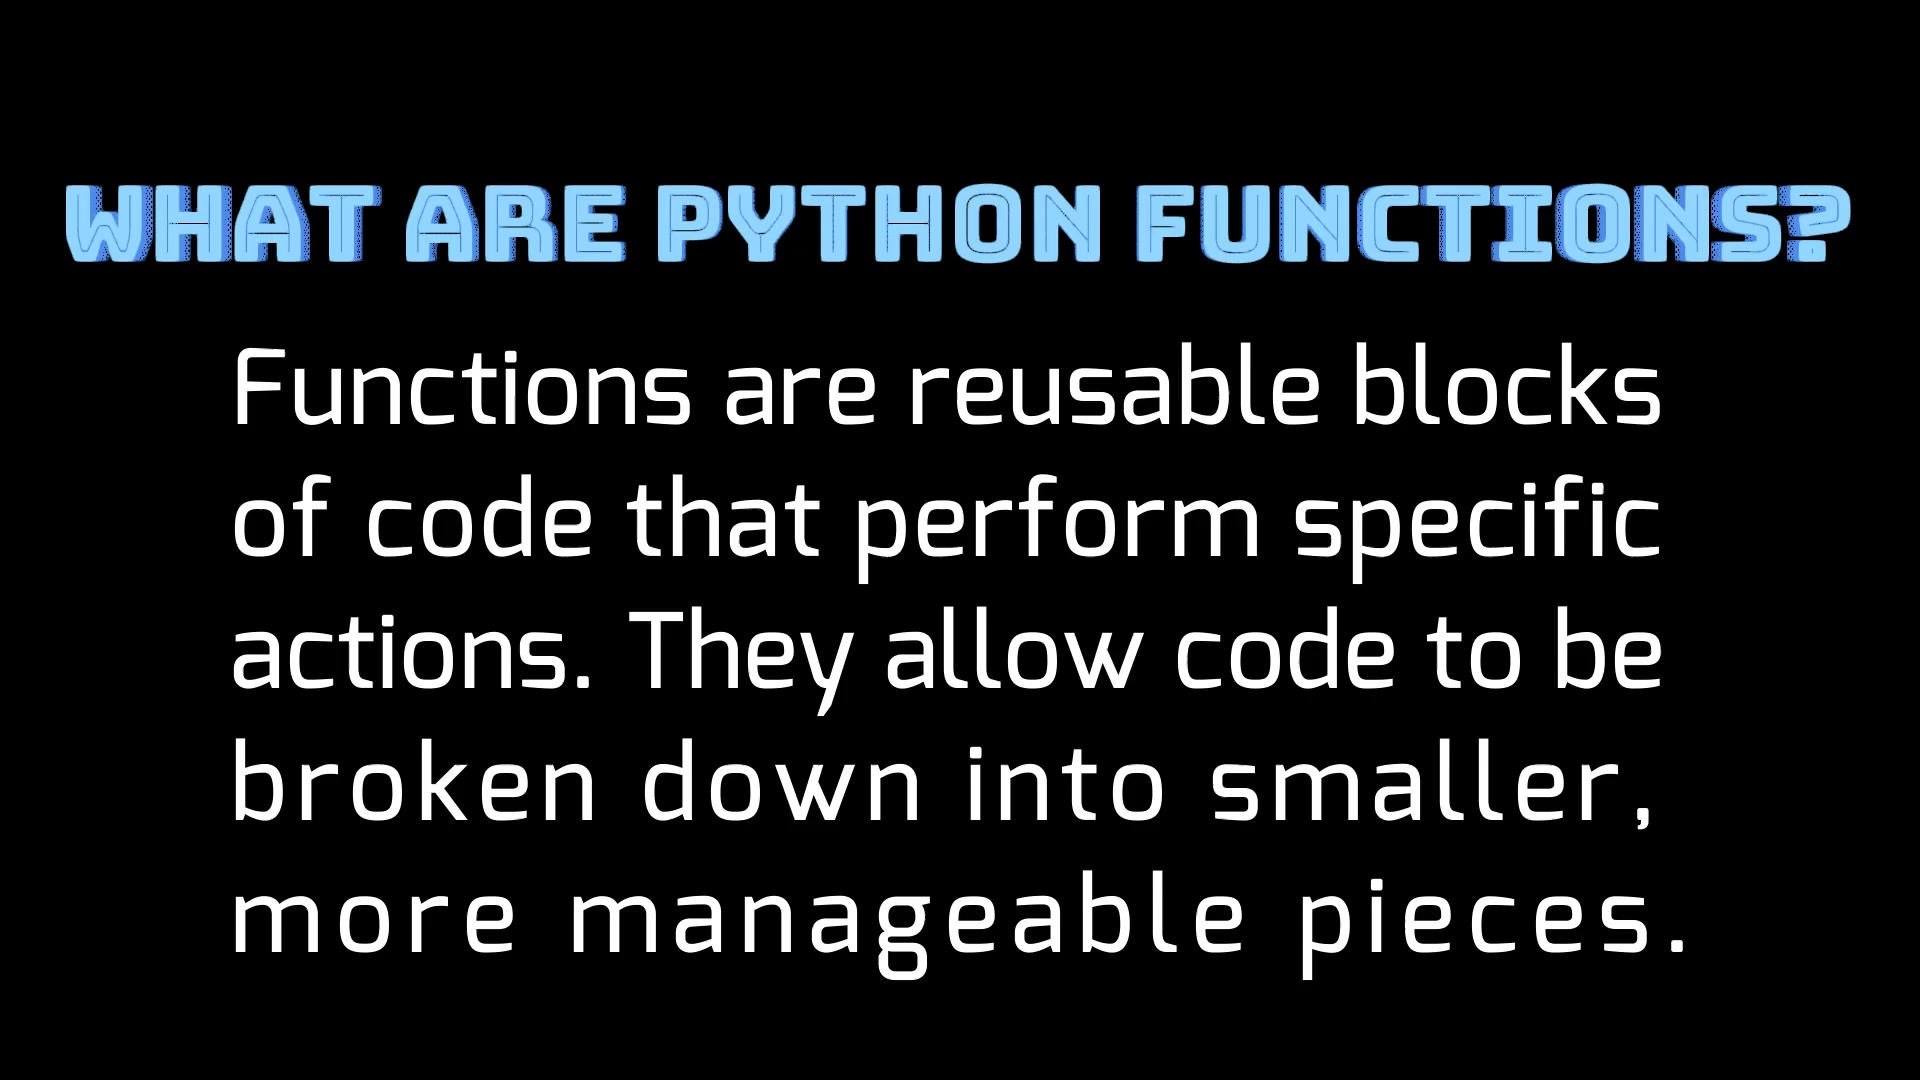 WHAT ARE PYTHON FUNCTIONS?
Functions are reusable blocks
of code that perform specific
actions. They allow code to be
broken down into smaller,
more manageable pieces.